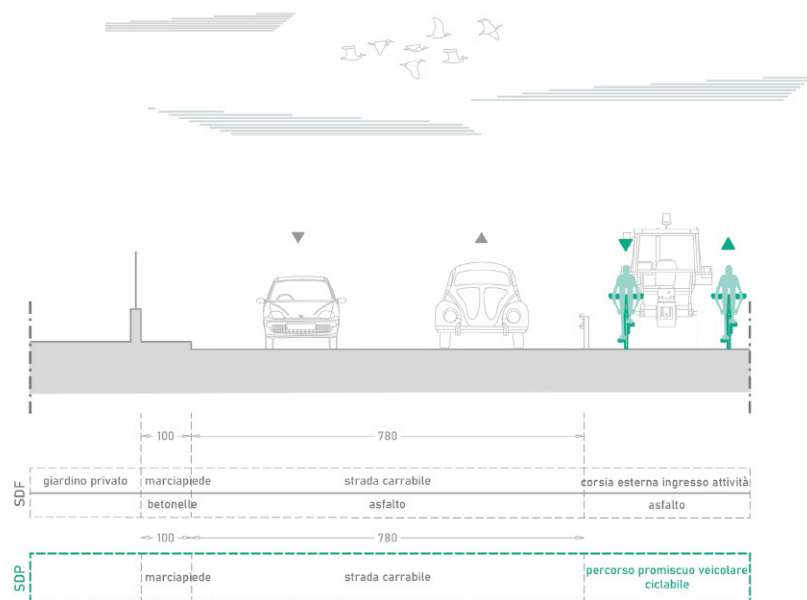 100
780
SDF
giardino privato
marciapiede
strada carrabile
corsia esterna ingresso attività
betonelle
asfalto
asfalto
100
780
SDP
marciapiede
strada carrabile
percorso promiscuo veicolare
ciclabile